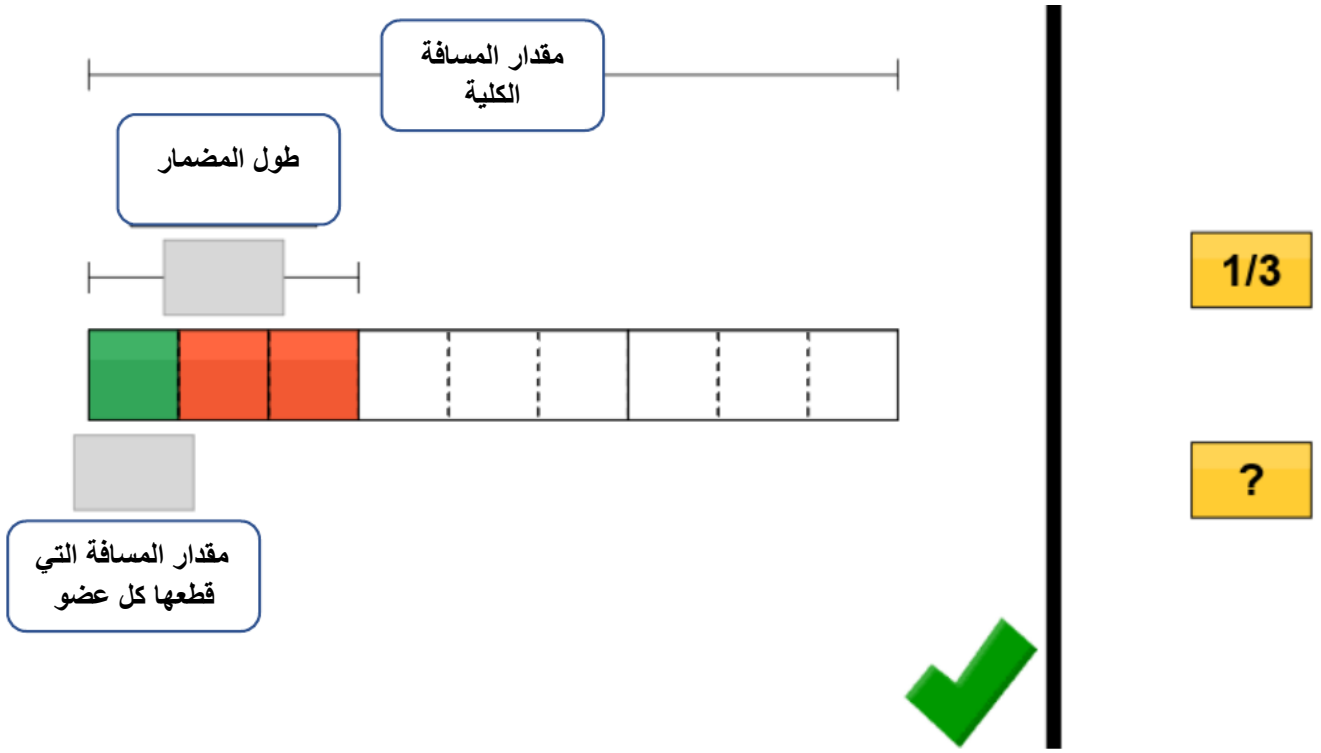 مقدار المسافة
الكلية
طول المضمار
1/3
?
مقدار المسافة التي
قطعها كل عضو